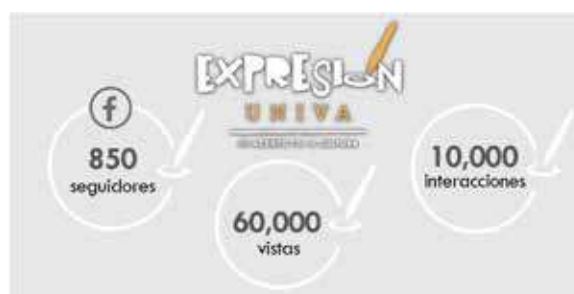 EXPRESIÓN
UNIVA
850
seguidores
60,000
vistas
10,000
interacciones